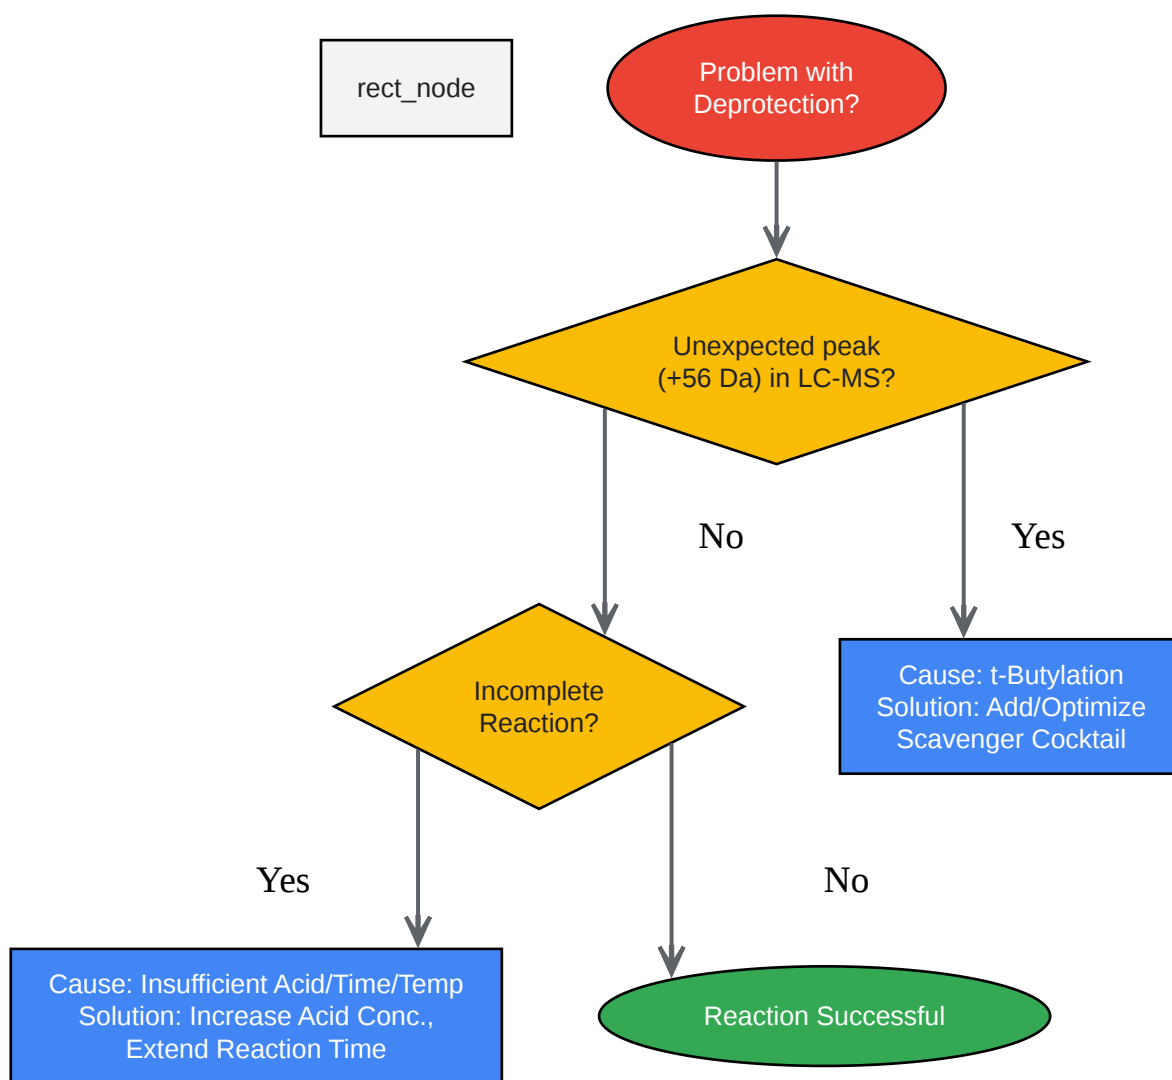 rect_node
Problem with
Deprotection?
Unexpected peak
(+56 Da) in LC-MS?
No
Yes
Incomplete
Reaction?
Cause: t-Butylation
Solution: Add/Optimize
Scavenger Cocktail
Yes
No
Cause: Insufficient Acid/Time/Temp
Solution: Increase Acid Conc.,
Extend Reaction Time
Reaction Successful